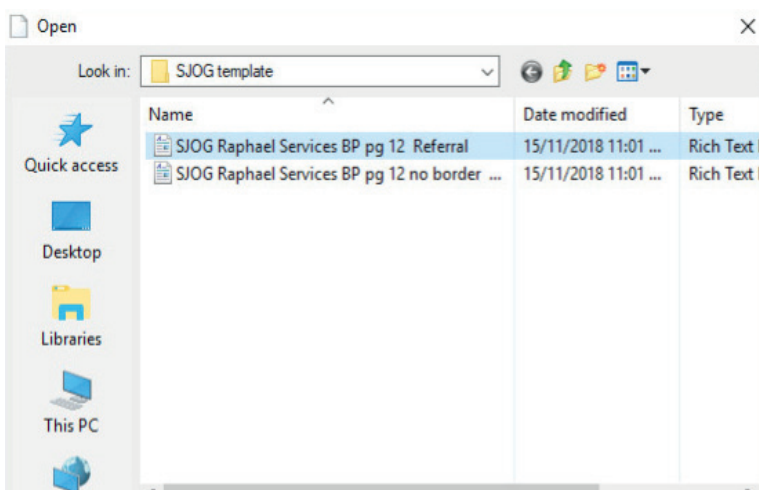 Open
Look in: SJOG template
Name Date modified Type
SJOG Raphael Services BP pg 12 Referral 15/11/2018 11:01 ... Rich Text
SJOG Raphael Services BP pg 12 no border ... 15/11/2018 11:01 ... Rich Text
Quick access
Desktop
Libraries
This PC